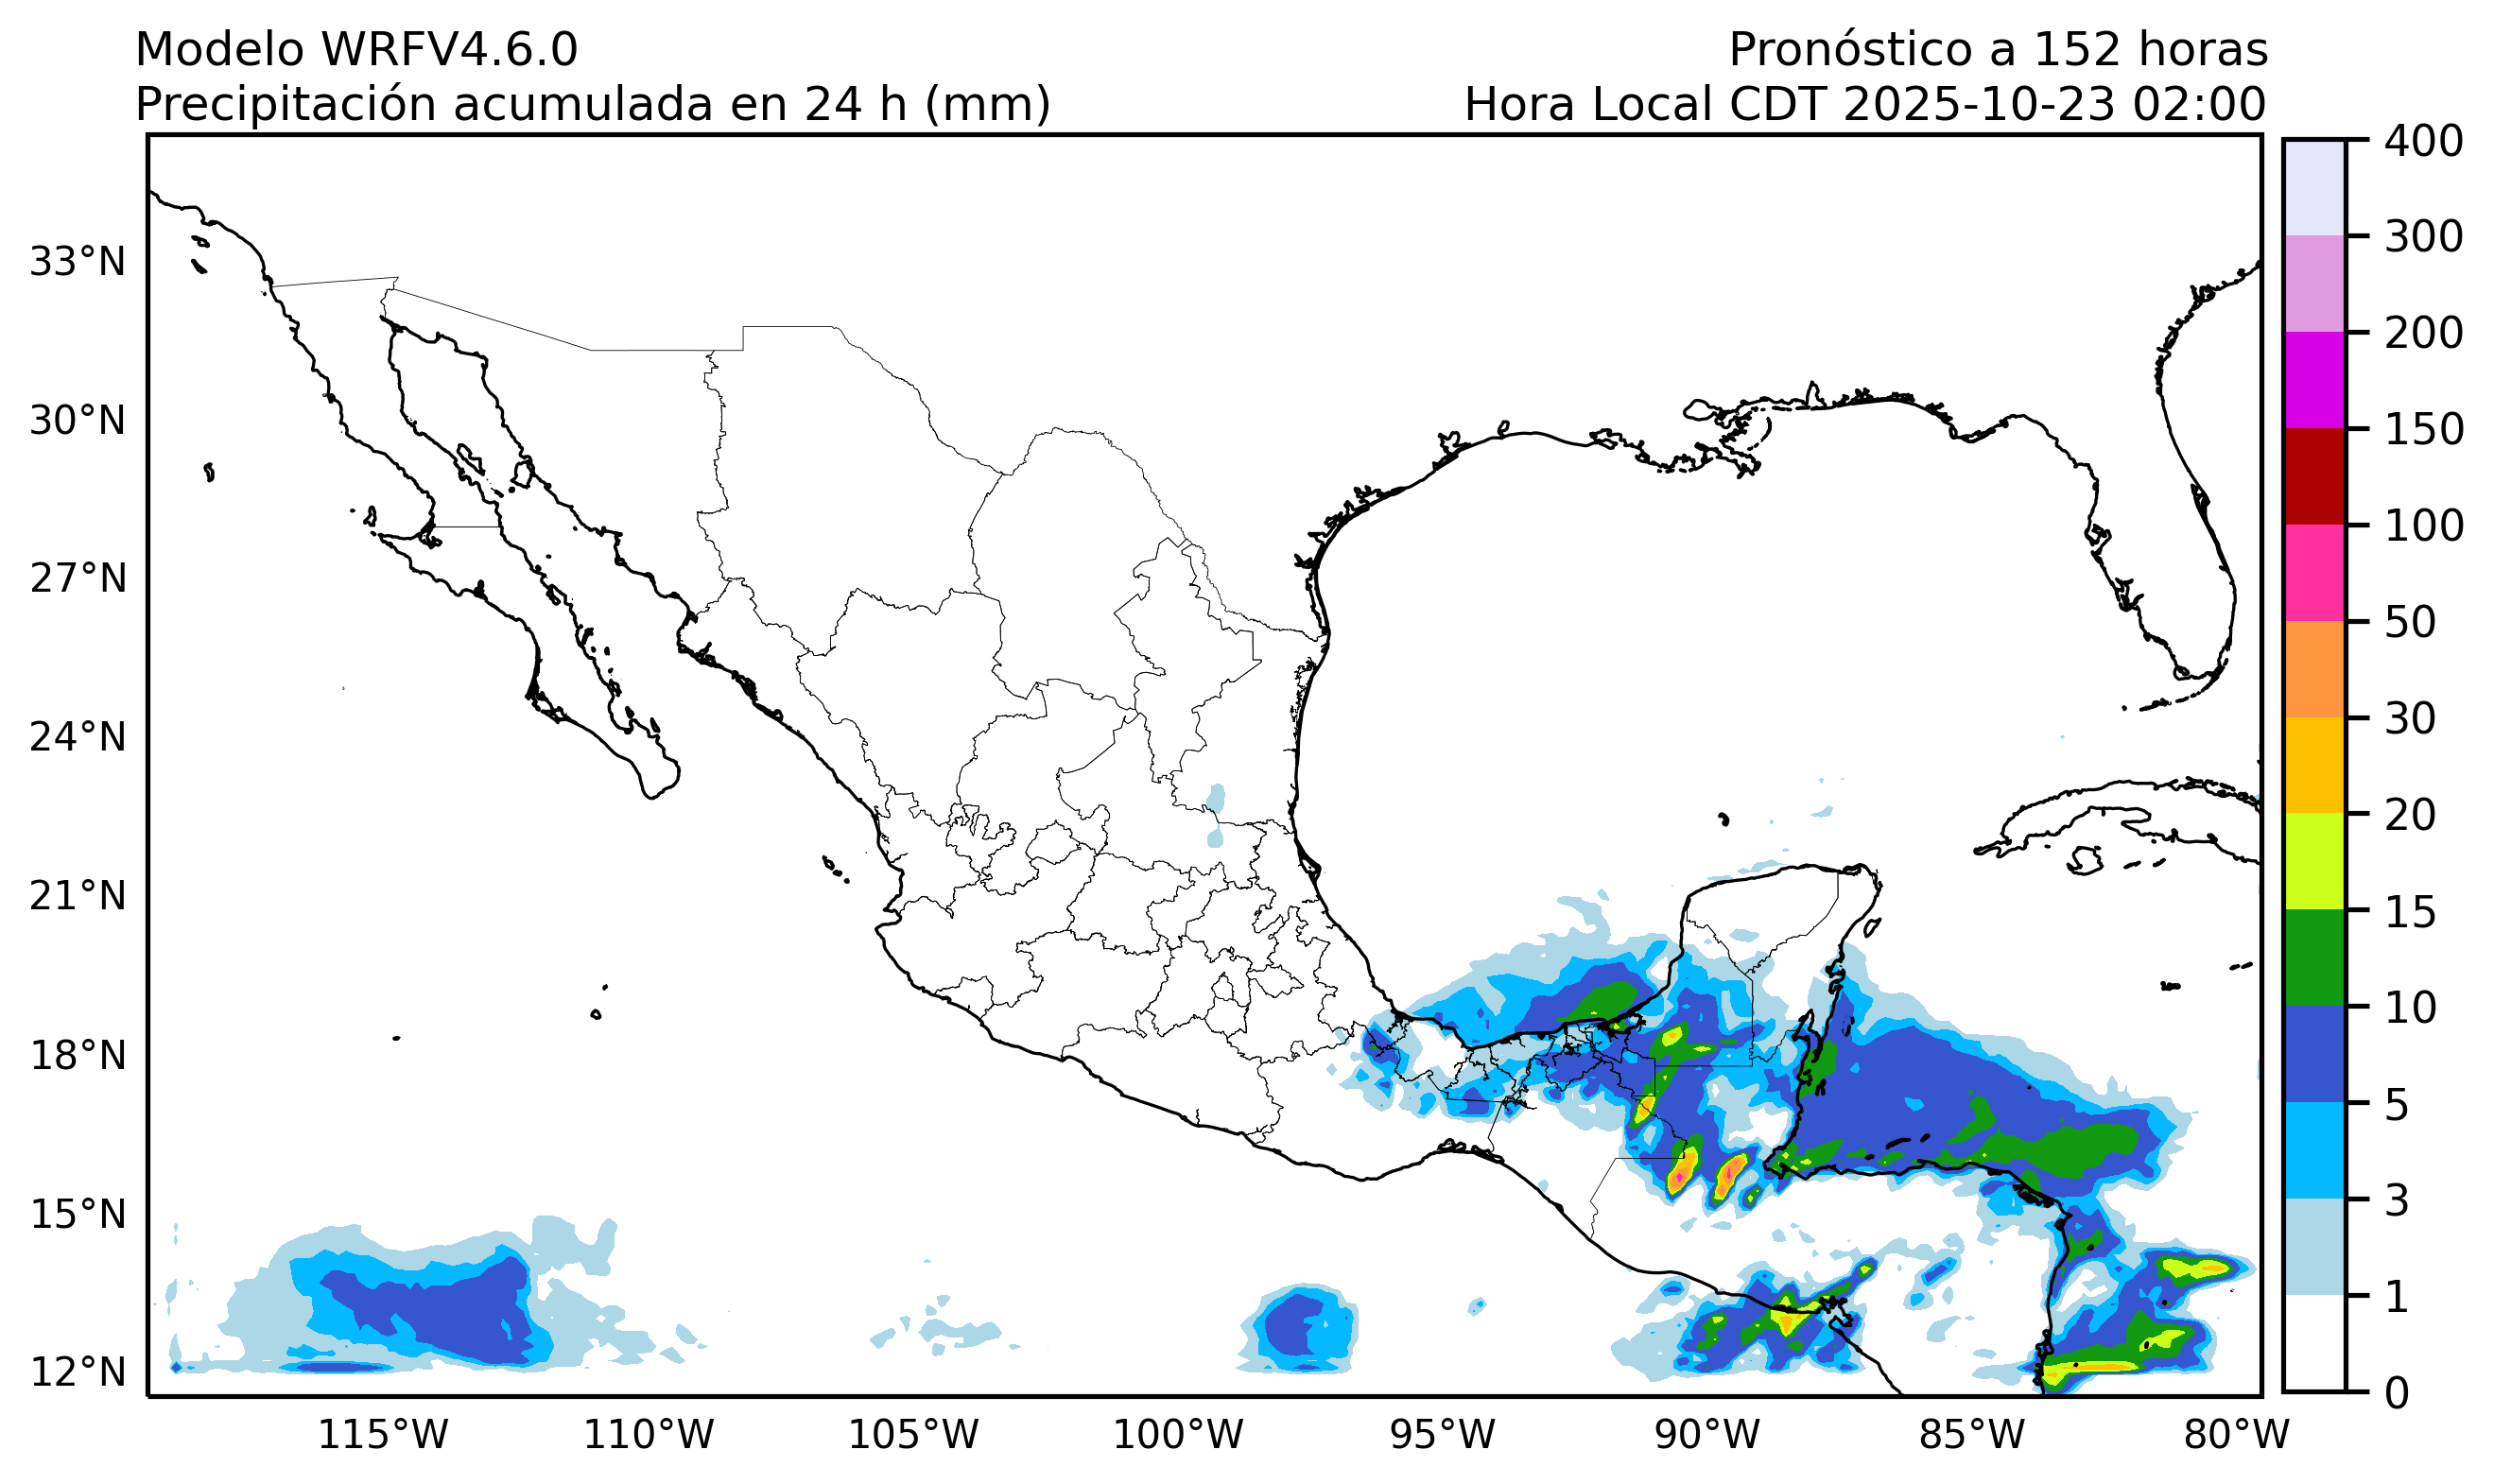 Modelo WRFV4.6.0
Pronóstico a 152 horas
Precipitación acumulada en 24 h (mm)
Hora Local CDT 2025-10-23 02:00
33°N
30°N
27°N
24°N
21°N
18°N
15°N
12°N
115°W
110°W
105°W
100°W
95°W
90°W
85°W
80°W
400
300
200
150
100
50
30
20
15
10
5
3
1
0